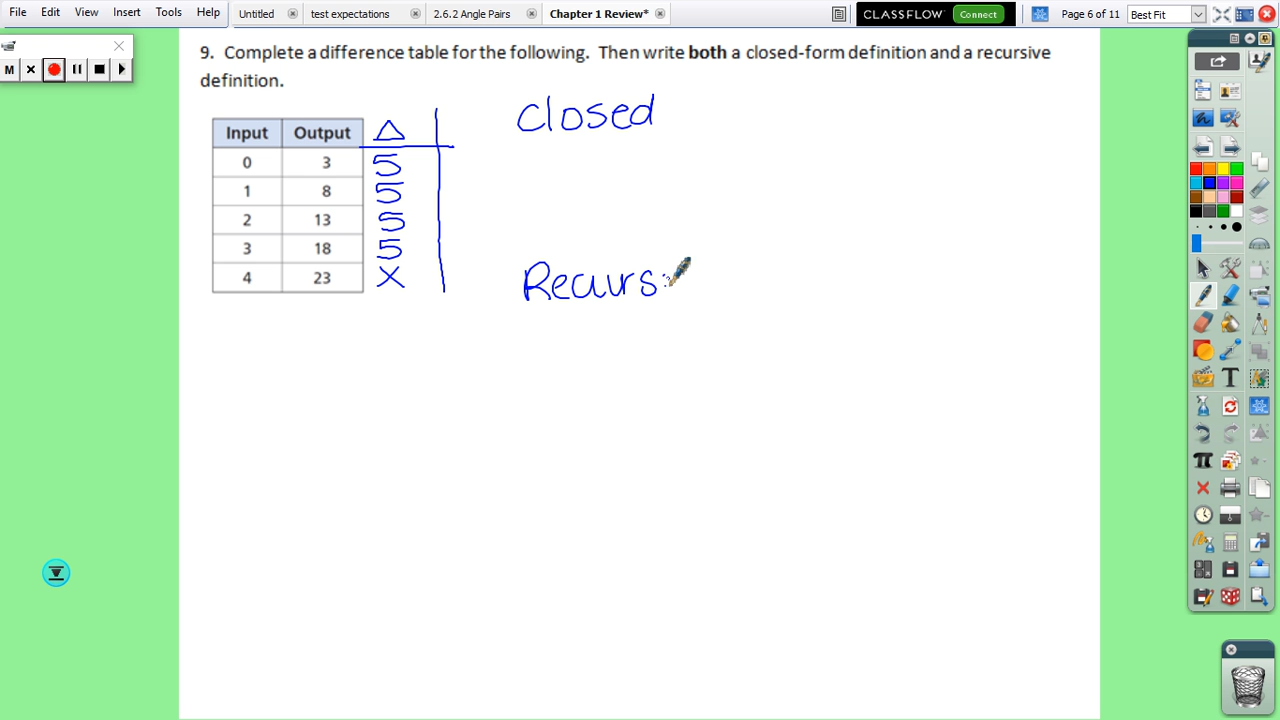 File Edit View Insert Tools Help
Untitled test expectations 2.6.2 Angle Pairs Chapter 1 Review*
CLASSFLOW Connect
Page 6 of 11 Best Fit
M
9. Complete a difference table for the following. Then write both a closed-form definition and a recursive
definition.
Closed
Input Output Δ
0 3 5
1 8 5
2 13 5
3 18 5
4 23 X
Recursi
T
π